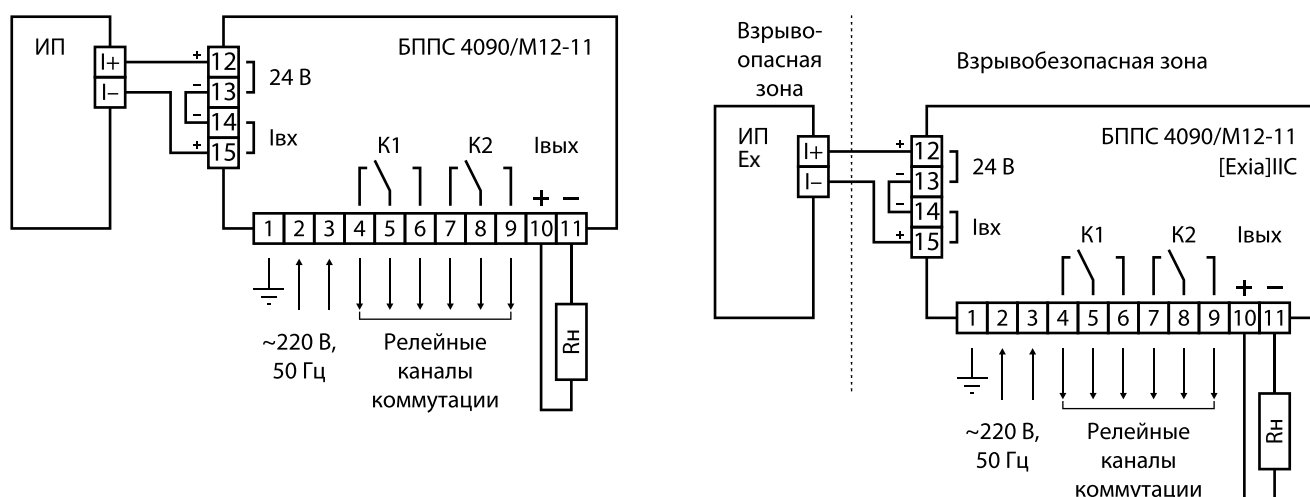 ИП
БППС 4090/М12-11
I+
I–
+
12
–
13
–
14
+
15
24 В
Iвх
К1
К2
Iвых
+
–
1
2
3
4
5
6
7
8
9
10
11
~220 В,
50 Гц
Релейные
каналы
коммутации
Rн
Взрыво-
опасная
зона
Взрывобезопасная зона
ИП
Ex
БППС 4090/М12-11
[Exia]IIC
I+
I–
+
12
–
13
–
14
+
15
24 В
Iвх
К1
К2
Iвых
+
–
1
2
3
4
5
6
7
8
9
10
11
~220 В,
50 Гц
Релейные
каналы
коммутации
Rн